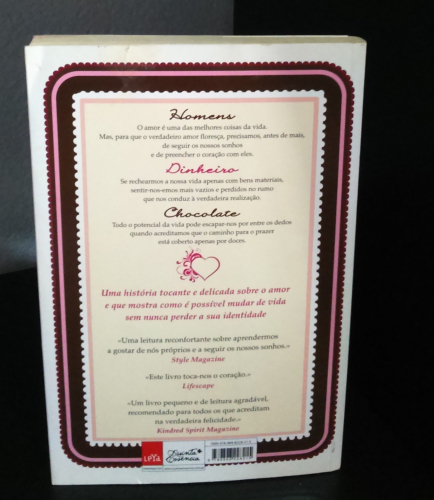 Homens
O amor é uma das melhores coisas da vida.
Mas, para que o verdadeiro amor floresça, precisamos, antes de mais,
de seguir os nossos sonhos
e de preencher o coração com eles.
Dinheiro
Se rechearmos a nossa vida apenas com bens materiais,
sentir-nos-emos mais vazios e perdidos no rumo
que nos conduz à verdadeira realização.
Chocolate
Todo o potencial da vida pode escapar-nos por entre os dedos
quando acreditamos que o caminho para o prazer
está coberto apenas por doces.
Uma história tocante e delicada sobre o amor
e que mostra como é possível mudar de vida
sem nunca perder a sua identidade
«Uma leitura reconfortante sobre aprendermos
a gostar de nós próprios e a seguir os nossos sonhos.»
Style Magazine
«Este livro toca-nos o coração.»
Lifescape
«Um livro pequeno e de leitura agradável,
recomendado para todos os que acreditam
na verdadeira felicidade.»
Kindred Spirit Magazine
LEYA
Quinta Essência